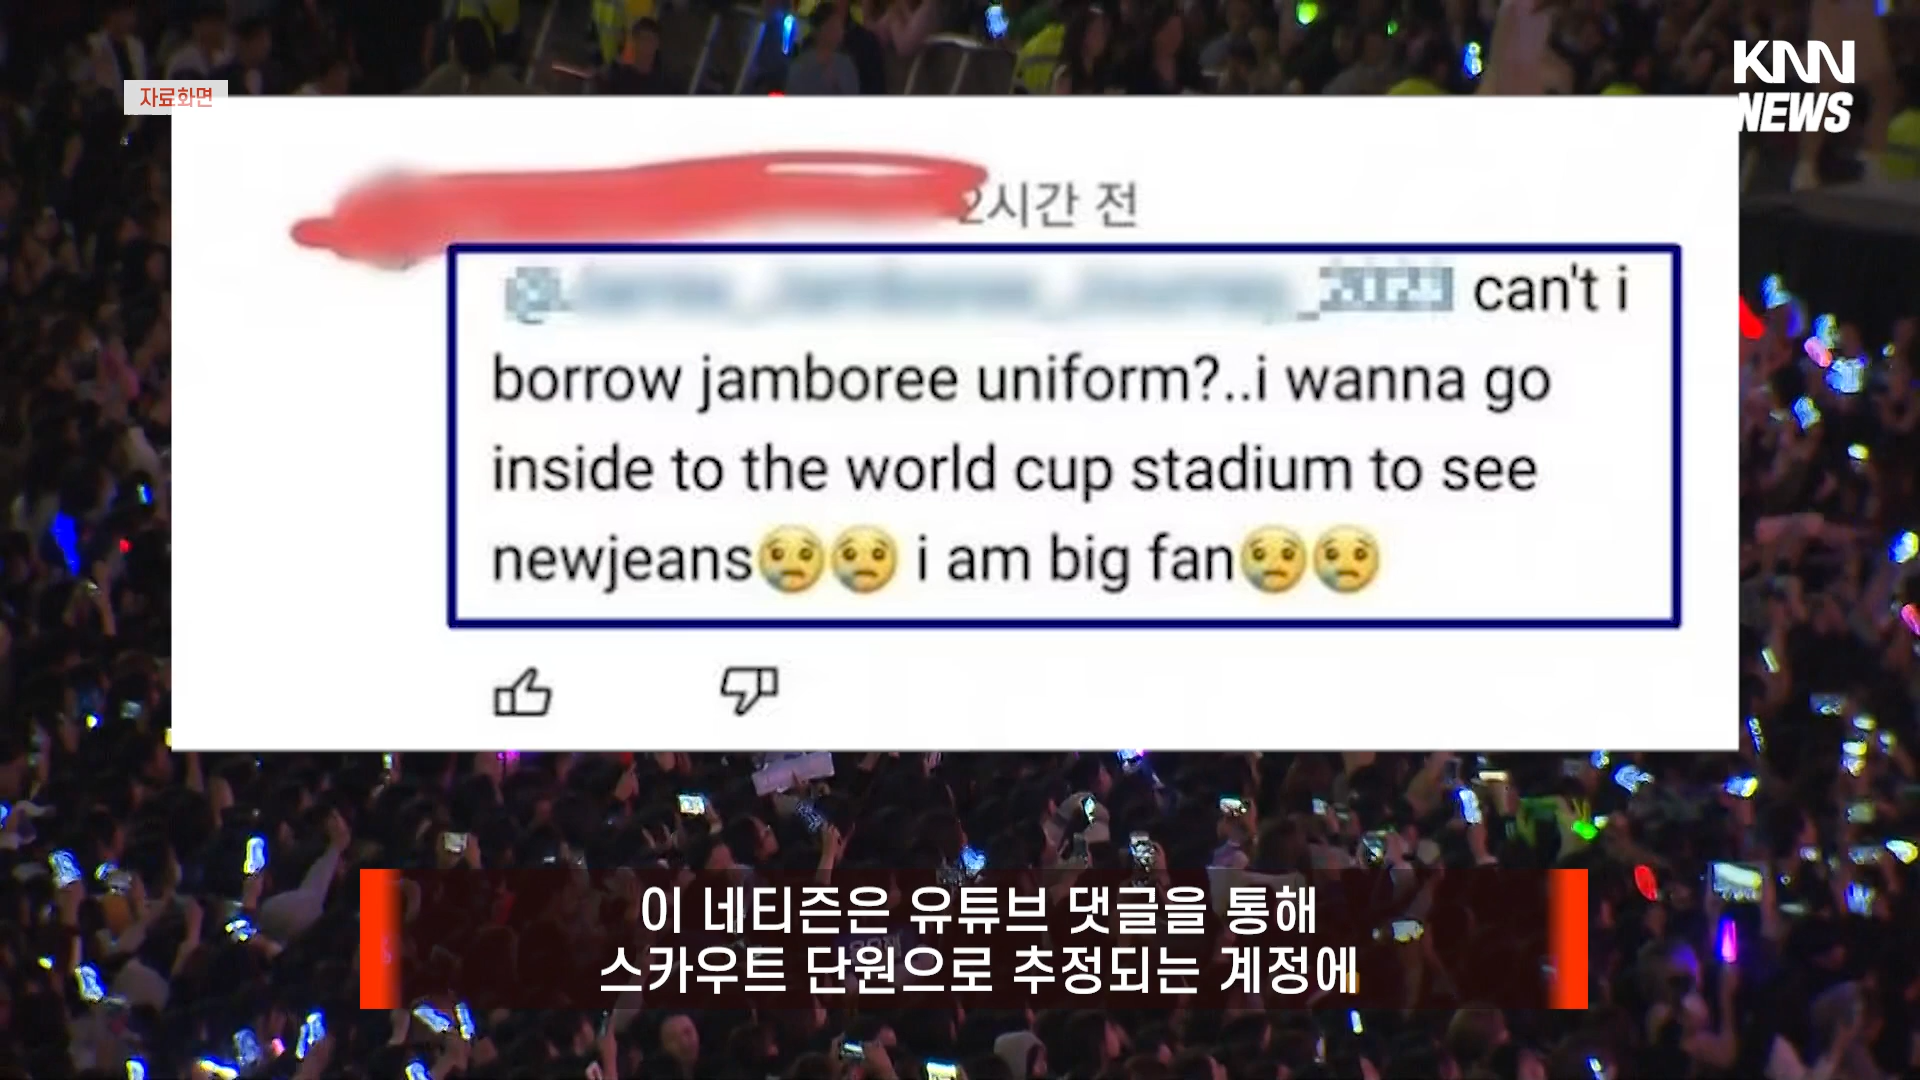 KNN
NEWS
자료화면
2시간 전
can't i
borrow jamboree uniform?..i wanna go
inside to the world cup stadium to see
newjeans😢😢 i am big fan😢😢
이 네티즌은 유튜브 댓글을 통해
스카우트 단원으로 추정되는 계정에